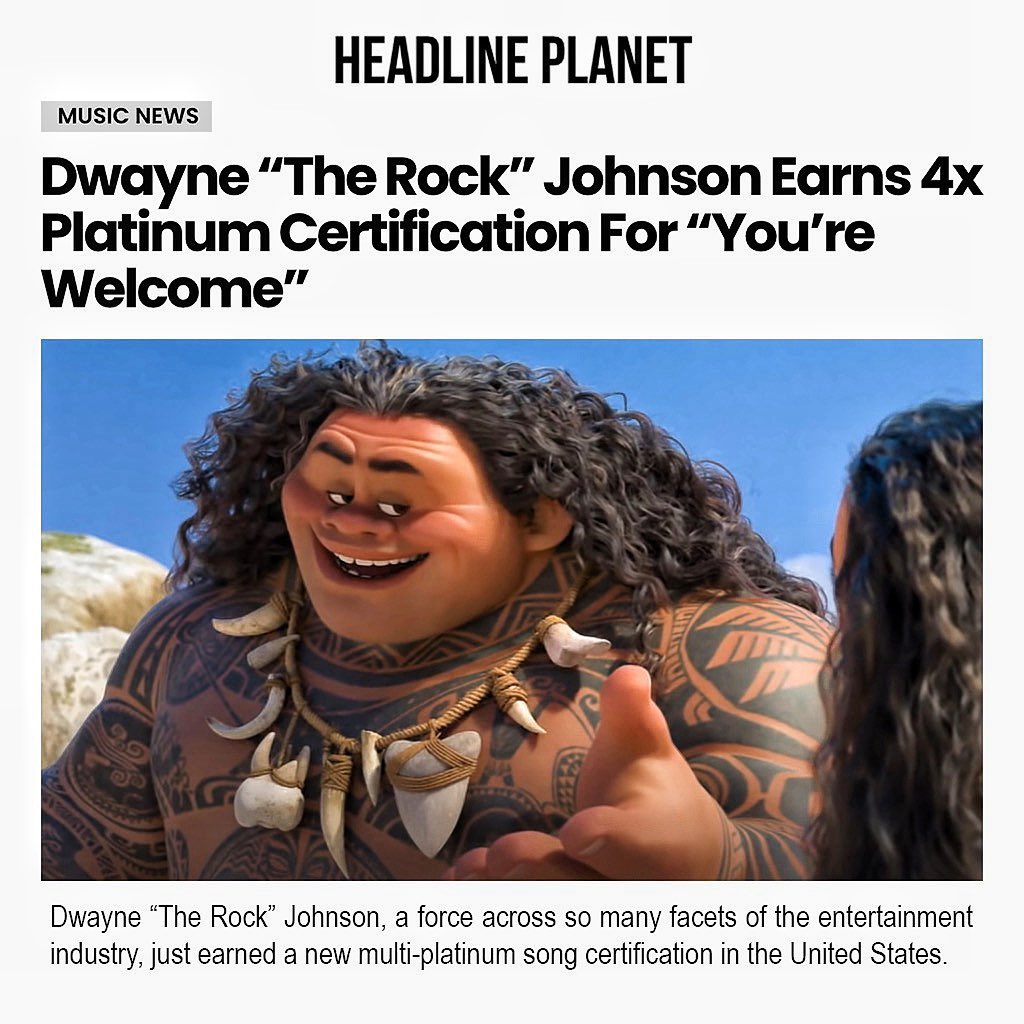 HEADLINE PLANET
MUSIC NEWS
Dwayne “The Rock” Johnson Earns 4x
Platinum Certification For “You’re
Welcome”
Dwayne “The Rock” Johnson, a force across so many facets of the entertainment
industry, just earned a new multi-platinum song certification in the United States.